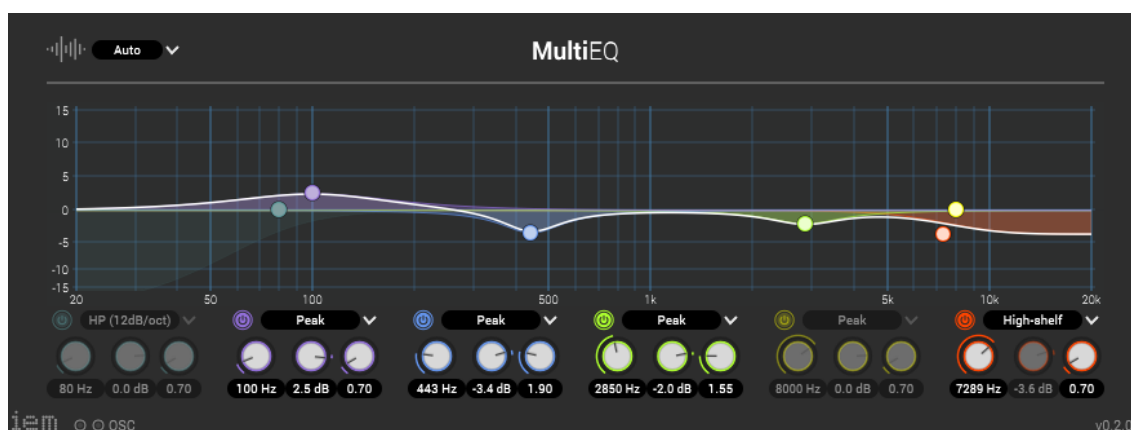 Auto
MultiEQ
15
10
5
0
-5
-10
-15
20 50 100 500 1k 5k 10k 20k
HP (12dB/oct) Peak Peak Peak Peak High-shelf
80 Hz 0.0 dB 0.70 100 Hz 2.5 dB 0.70 443 Hz -3.4 dB 1.90 2850 Hz -2.0 dB 1.55 8000 Hz 0.0 dB 0.70 7289 Hz -3.6 dB 0.70
iem OSC v0.2.0